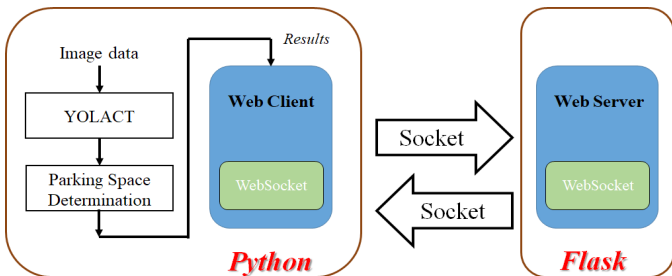 Image data
YOLACT
Parking Space
Determination
Results
Web Client
WebSocket
Python
Socket
Socket
Web Server
WebSocket
Flask